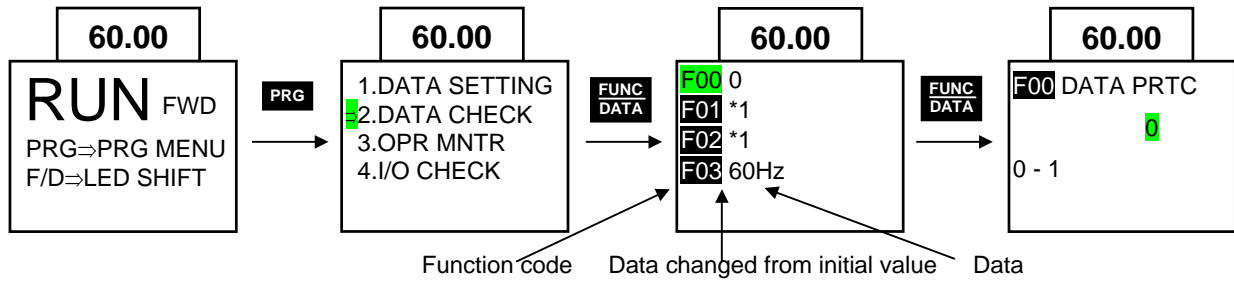 60.00
RUN FWD
PRG⇒PRG MENU
F/D⇒LED SHIFT
PRG
60.00
1.DATA SETTING
⇒2.DATA CHECK
3.OPR MNTR
4.I/O CHECK
FUNC
DATA
60.00
F00 0
F01 *1
F02 *1
F03 60Hz
FUNC
DATA
60.00
F00 DATA PRTC
0
0 - 1
Function code
Data changed from initial value
Data